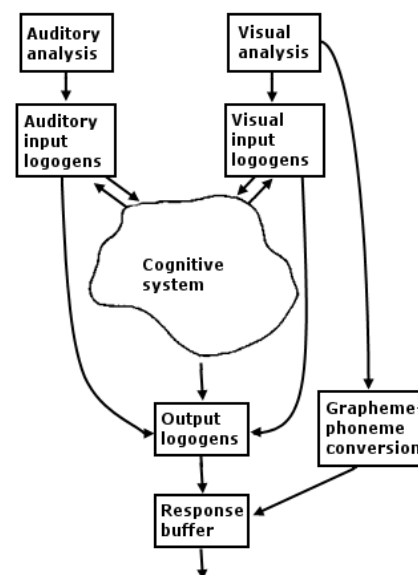 Auditory
analysis
Visual
analysis
Auditory
input
logogens
Visual
input
logogens
Cognitive
system
Output
logogens
Grapheme-
phoneme
conversion
Response
buffer